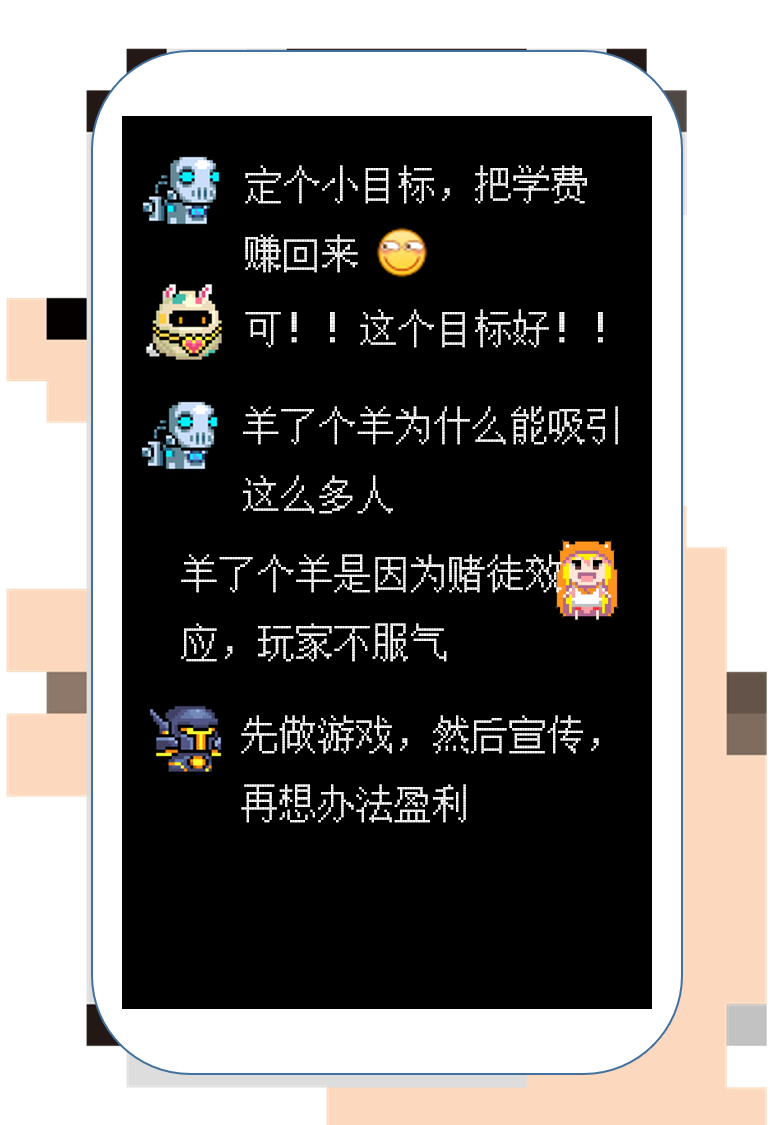 定个小目标，把学费
赚回来
可！！这个目标好！！
羊了个羊为什么能吸引
这么多人
羊了个羊是因为赌徒效
应，玩家不服气
先做游戏，然后宣传，
再想办法盈利